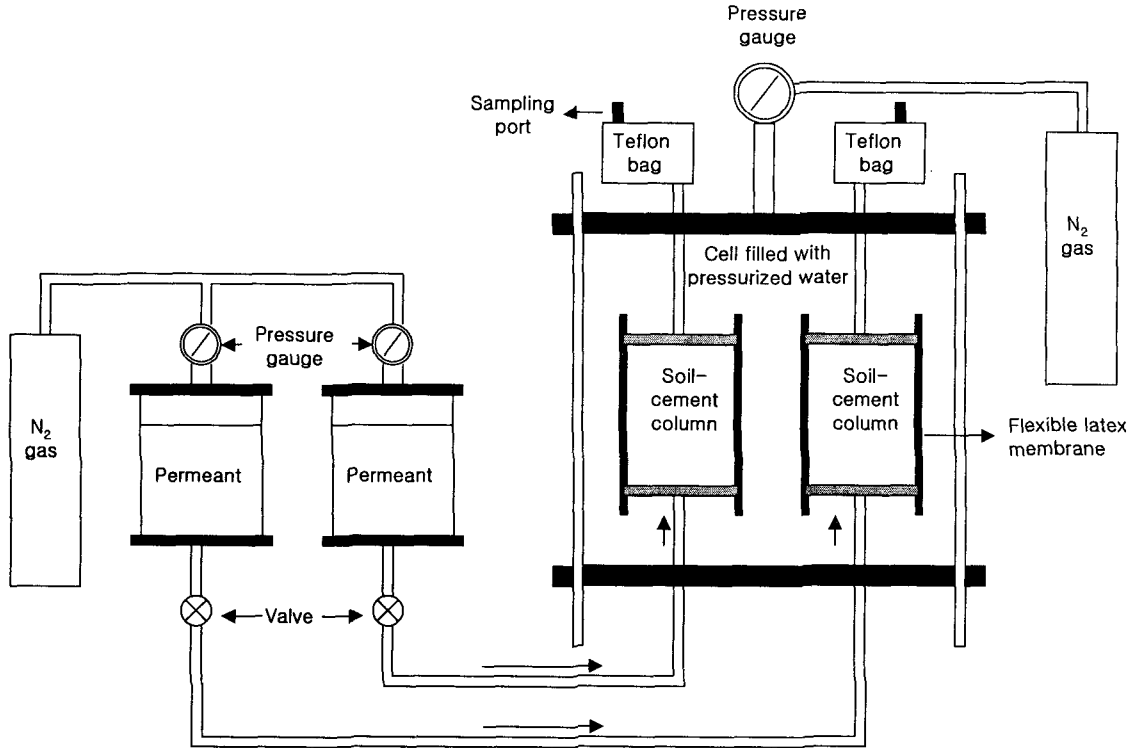 Pressure
gauge
Sampling
port
Teflon
bag
Teflon
bag
N₂
gas
Cell filled with
pressurized water
Pressure
gauge
Soil–
cement
column
Soil–
cement
column
Flexible latex
membrane
N₂
gas
Permeant
Permeant
Valve